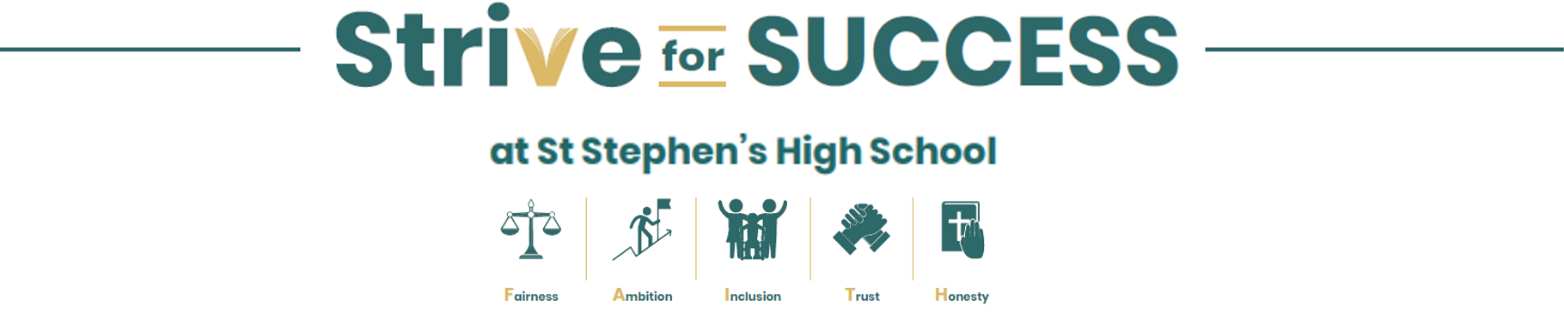 Strive for SUCCESS
at St Stephen's High School
Fairness Ambition Inclusion Trust Honesty